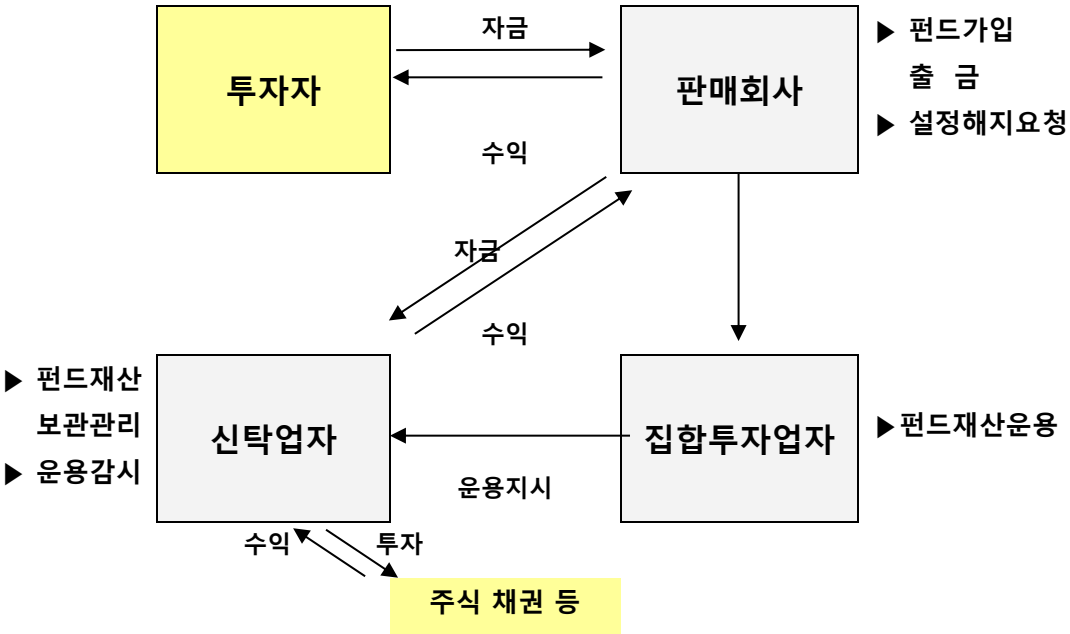 자금
투자자
판매회사
▶ 펀드가입
출 금
▶ 설정해지요청
수익
자금
수익
▶ 펀드재산
보관관리
▶ 운용감시
신탁업자
집합투자업자
▶펀드재산운용
운용지시
수익
투자
주식 채권 등